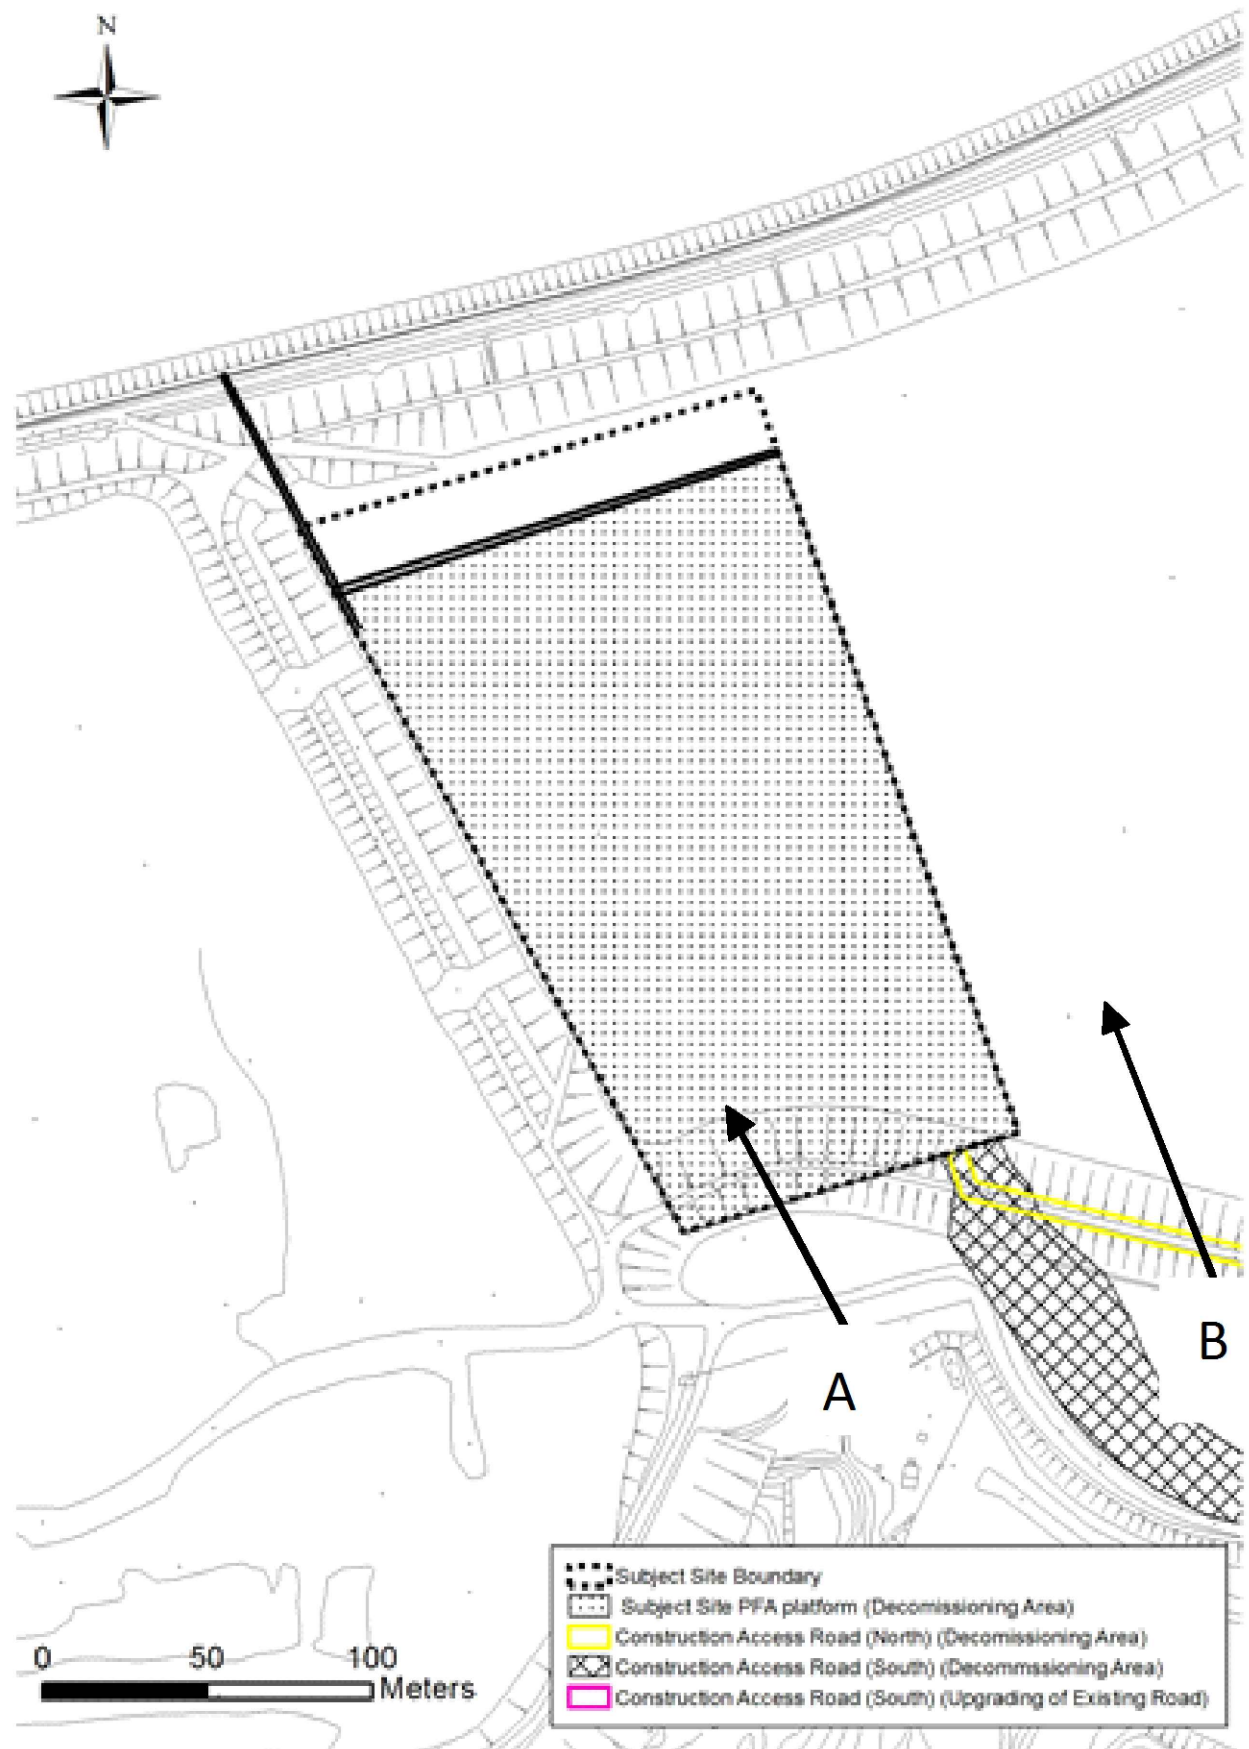 N
B
A
Subject Site Boundary
Subject Site PFA platform (Decomissioning Area)
Construction Access Road (North) (Decomissioning Area)
Construction Access Road (South) (Decommssioning Area)
Construction Access Road (South) (Upgrading of Existing Road)
0 50 100
Meters